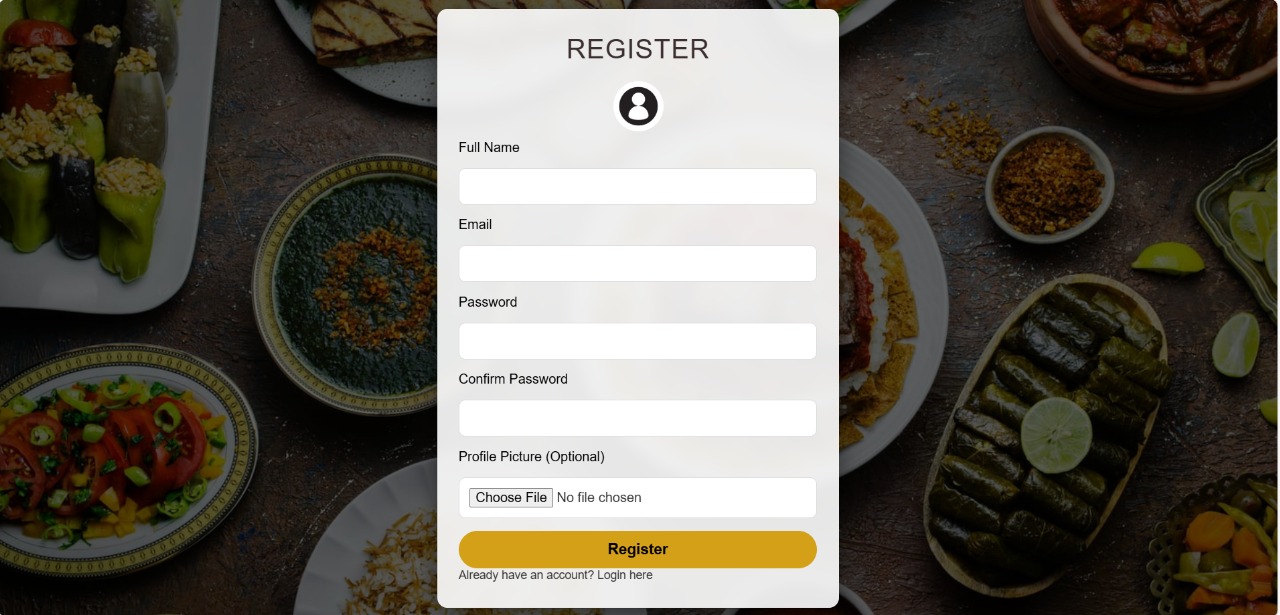 REGISTER
Full Name
Email
Password
Confirm Password
Profile Picture (Optional)
Choose File No file chosen
Register
Already have an account? Login here